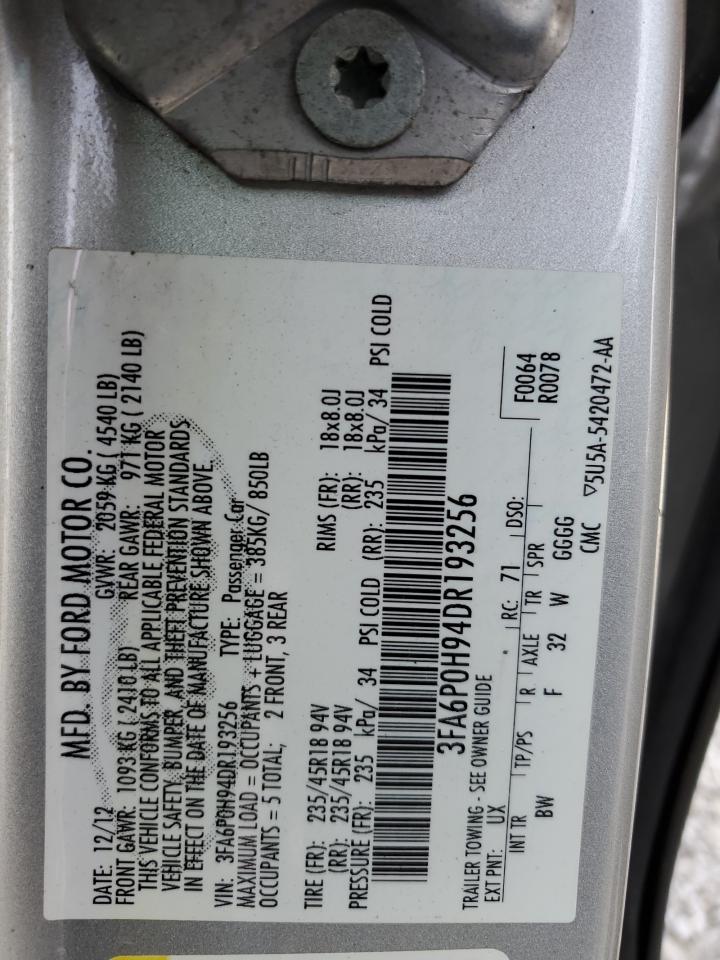 MFD. BY FORD MOTOR CO.
DATE: 12/12 GVWR: 2059 KG ( 4540 LB)
FRONT GAWR: 1093 KG ( 2410 LB) REAR GAWR: 971 KG ( 2140 LB)
THIS VEHICLE CONFORMS TO ALL APPLICABLE FEDERAL MOTOR
VEHICLE SAFETY, BUMPER, AND THEFT PREVENTION STANDARDS
IN EFFECT ON THE DATE OF MANUFACTURE SHOWN ABOVE.
VIN: 3FA6P0H94DR193256 TYPE: Passenger Car
MAXIMUM LOAD = OCCUPANTS + LUGGAGE = 385KG/ 850LB
OCCUPANTS = 5 TOTAL; 2 FRONT, 3 REAR
TIRE (FR): 235/45R18 94V RIMS (FR): 18x8.0J
(RR): 235/45R18 94V (RR): 18x8.0J
PRESSURE (FR): 235 kPa/ 34 PSI COLD (RR): 235 kPa/ 34 PSI COLD
3FA6P0H94DR193256
TRAILER TOWING - SEE OWNER GUIDE
EXT PNT: UX RC: 71 DSO: F0064
R0078
INT TR TP/PS R AXLE TR SPR
BW F 32 W GGGG
CMC ▽5U5A-5420472-AA